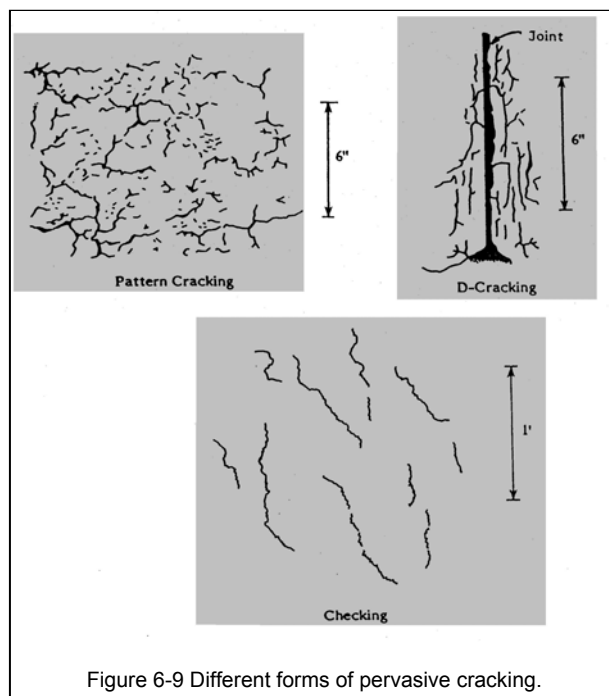 Joint
6"
6"
Pattern Cracking
D-Cracking
1'
Checking
Figure 6-9 Different forms of pervasive cracking.